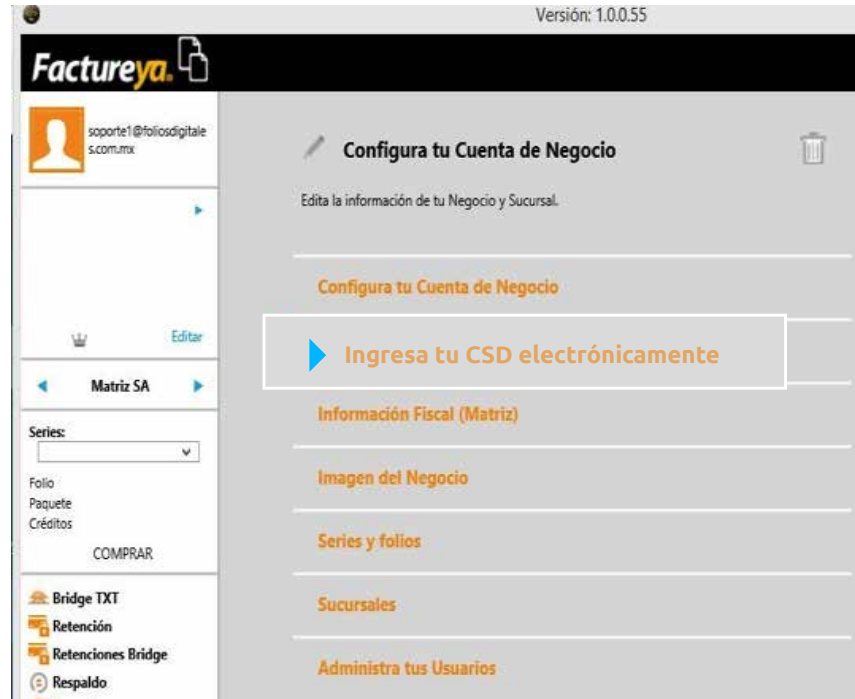 Versión: 1.0.0.55
Factureya.
soporte1@foliosdigitale
s.com.mx
Editar
Matriz SA
Series:
Folio
Paquete
Créditos
COMPRAR
Bridge TXT
Retención
Retenciones Bridge
Respaldo
Configura tu Cuenta de Negocio
Edita la información de tu Negocio y Sucursal.
Configura tu Cuenta de Negocio
Ingresa tu CSD electrónicamente
Información Fiscal (Matriz)
Imagen del Negocio
Series y folios
Sucursales
Administra tus Usuarios